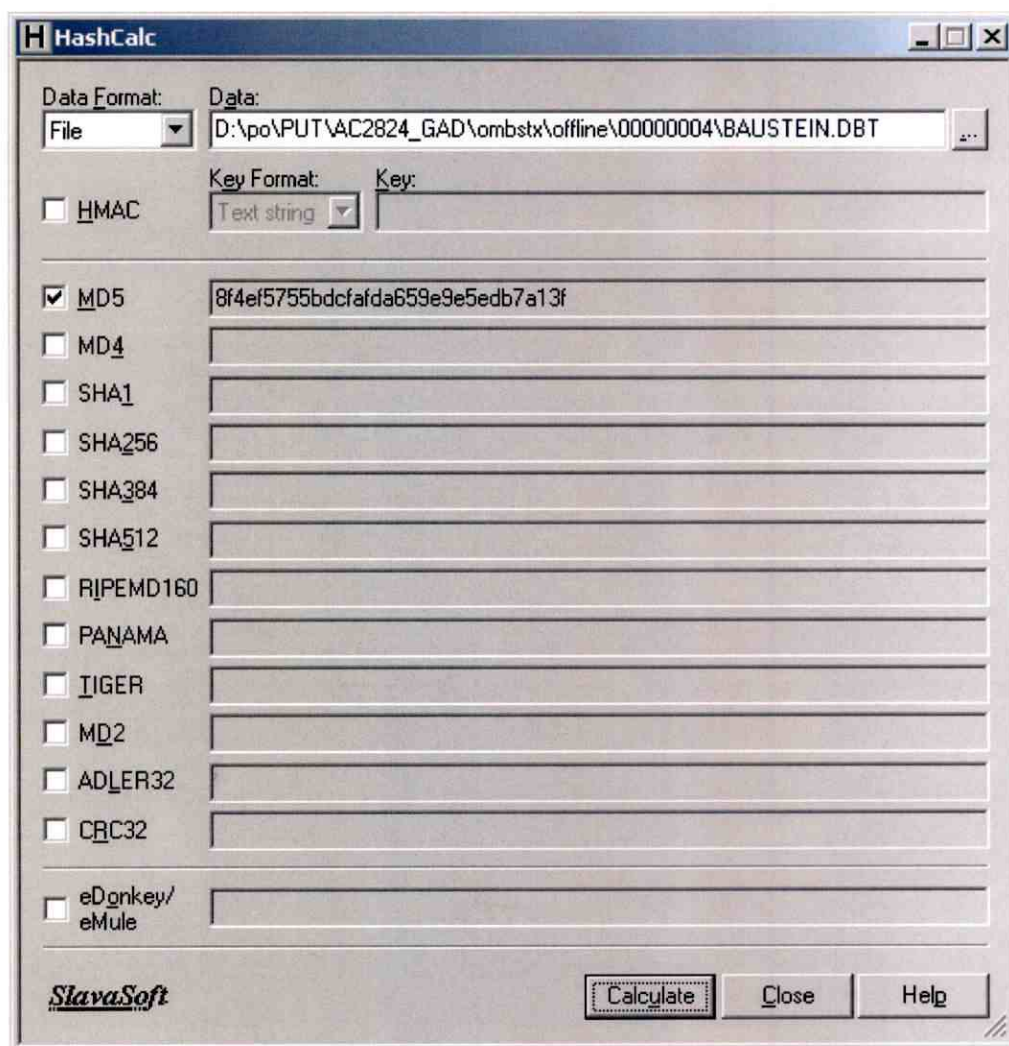 H HashCalc
Data Format: Data:
File D:\po\PUT\AC2824_GAD\ombstx\offline\00000004\BAUSTEIN.DBT ...
Key Format: Key:
HMAC Text string
MD5 8f4ef5755bdcfafda659e9e5edb7a13f
MD4
SHA1
SHA256
SHA384
SHA512
RIPEMD160
PANAMA
TIGER
MD2
ADLER32
CRC32
eDonkey/
eMule
SlavaSoft Calculate Close Help